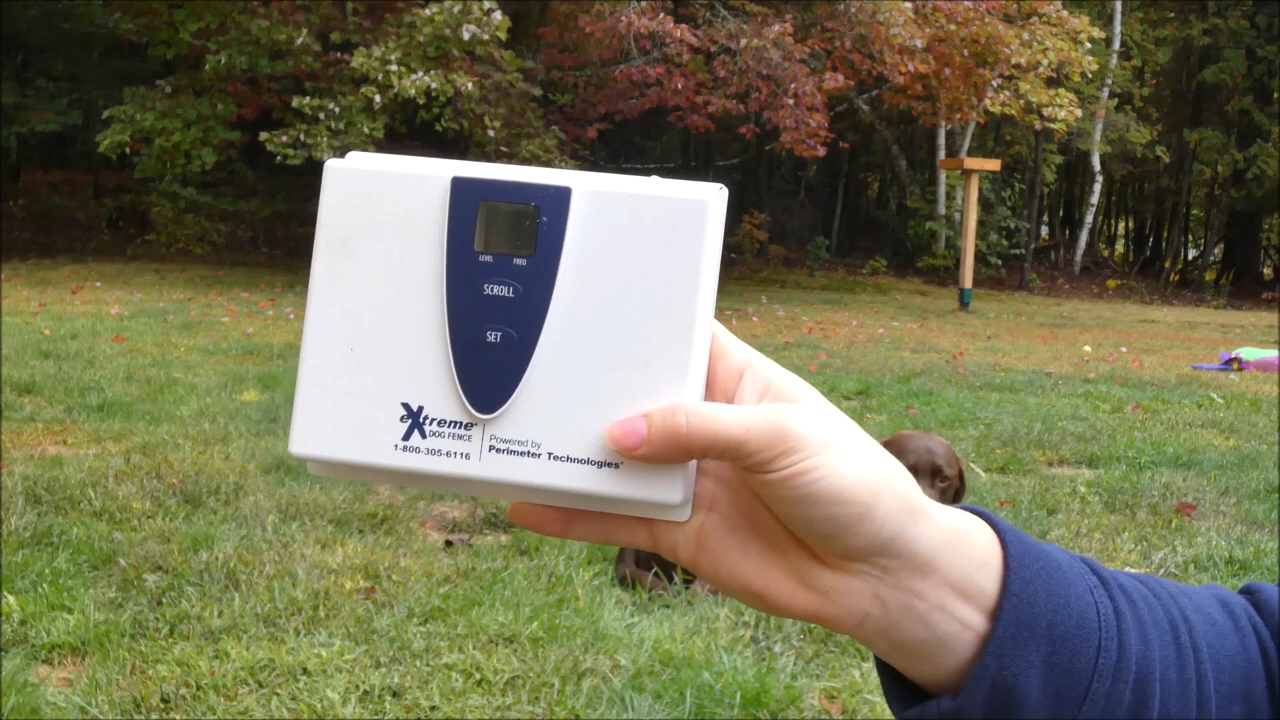 LEVEL FREQ
SCROLL
SET
eXtreme®
DOG FENCE
1-800-305-6116
Powered by
Perimeter Technologies®